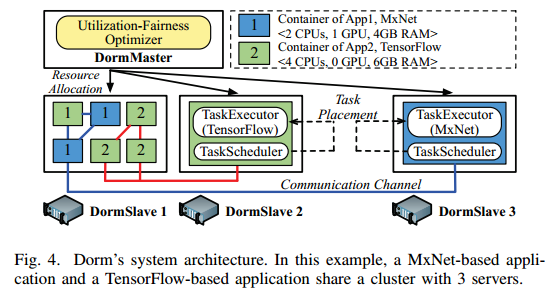 Utilization-Fairness
Optimizer
DormMaster
1
Container of App1, MxNet
<2 CPUs, 1 GPU, 4GB RAM>
2
Container of App2, TensorFlow
<4 CPUs, 0 GPU, 6GB RAM>
Resource
Allocation
1 1 2
1 2 2
TaskExecutor
(TensorFlow)
TaskScheduler
Task
Placement
TaskExecutor
(MxNet)
TaskScheduler
Communication Channel
DormSlave 1
DormSlave 2
DormSlave 3
Fig. 4. Dorm's system architecture. In this example, a MxNet-based appli-
cation and a TensorFlow-based application share a cluster with 3 servers.